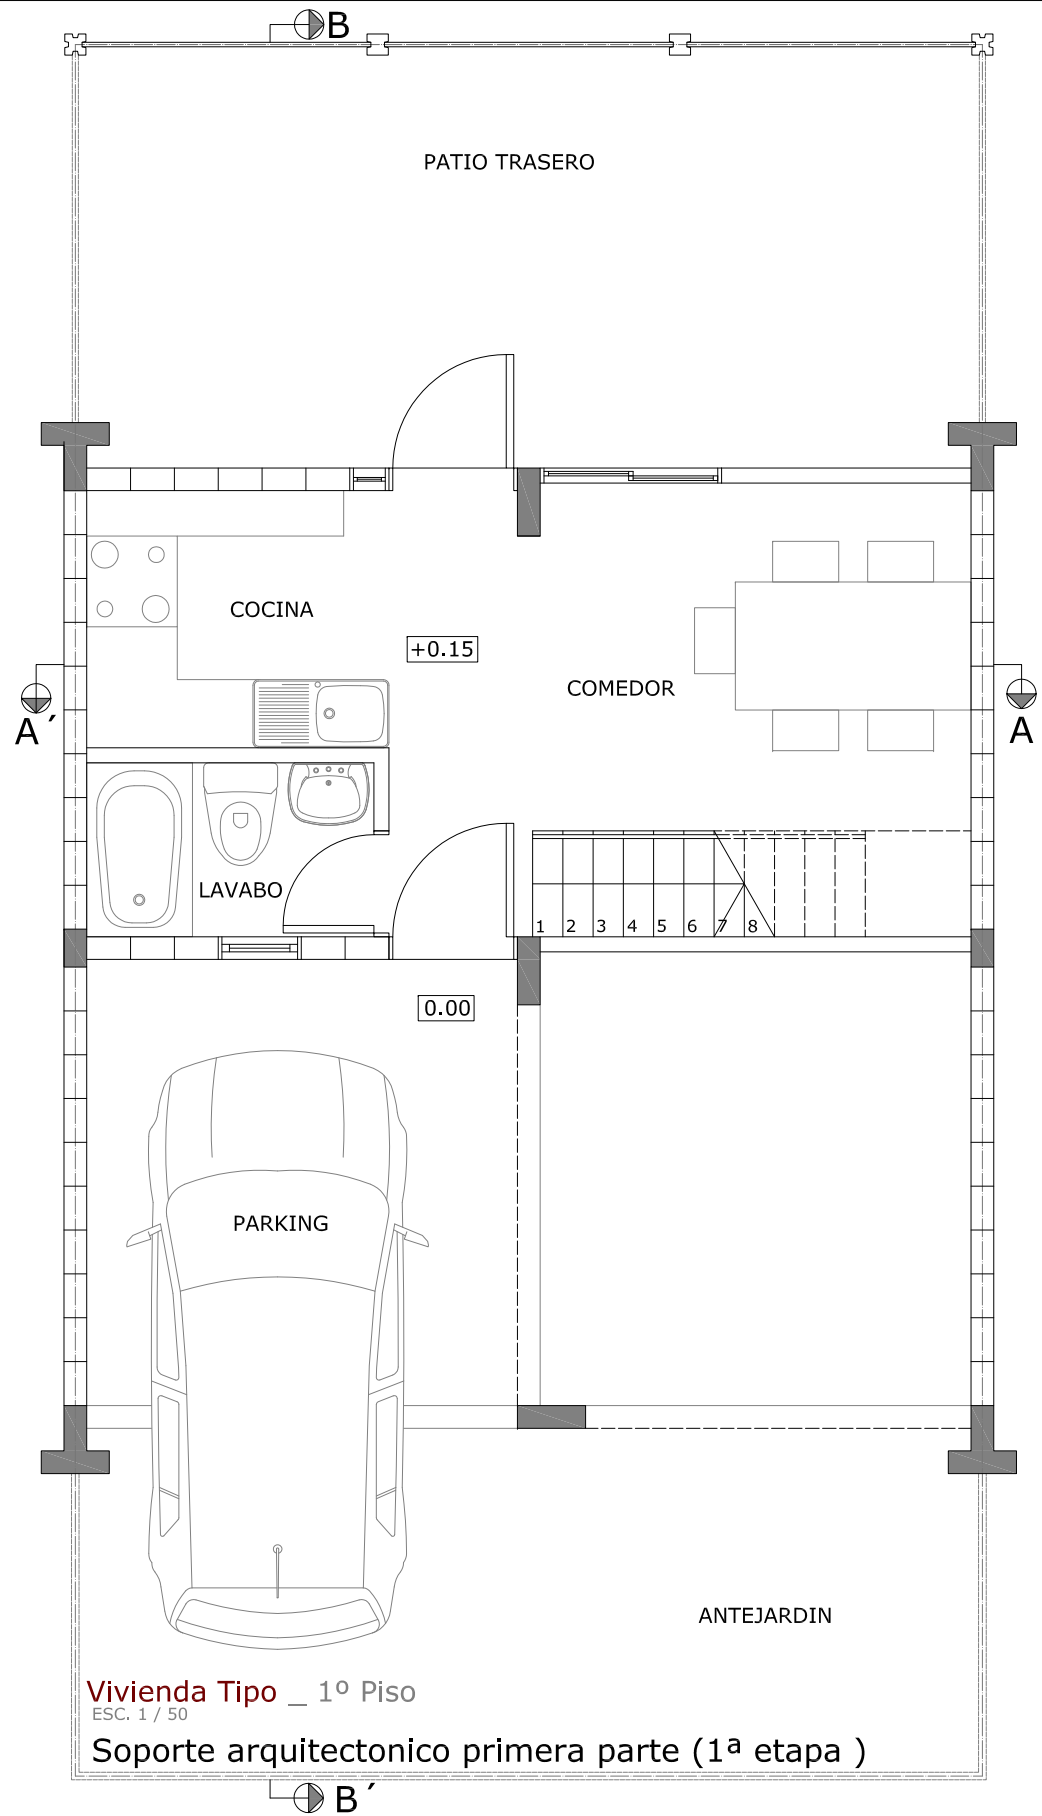 B
PATIO TRASERO
COCINA
+0.15
COMEDOR
A´
A
LAVABO
1 2 3 4 5 6 7 8
0.00
PARKING
ANTEJARDIN
Vivienda Tipo _ 1º Piso
ESC. 1 / 50
Soporte arquitectonico primera parte (1ª etapa )
B´